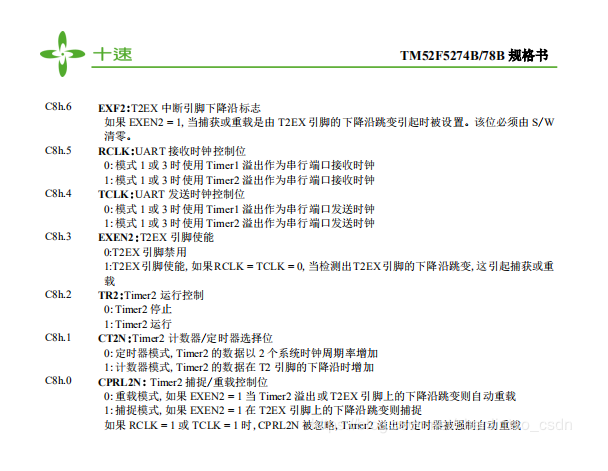 十速
TM52F5274B/78B 规格书
C8h.6 EXF2:T2EX 中断引脚下降沿标志
如果 EXEN2 = 1, 当捕获或重载是由 T2EX 引脚的下降沿跳变引起时被设置。该位必须由 S/W
清零。
C8h.5 RCLK:UART 接收时钟控制位
0: 模式 1 或 3 时使用 Timer1 溢出作为串行端口接收时钟
1: 模式 1 或 3 时使用 Timer2 溢出作为串行端口接收时钟
C8h.4 TCLK:UART 发送时钟控制位
0: 模式 1 或 3 时使用 Timer1 溢出作为串行端口发送时钟
1: 模式 1 或 3 时使用 Timer2 溢出作为串行端口发送时钟
C8h.3 EXEN2:T2EX 引脚使能
0:T2EX 引脚禁用
1:T2EX 引脚使能, 如果 RCLK = TCLK = 0, 当检测出 T2EX 引脚的下降沿跳变, 这引起捕获或重
载
C8h.2 TR2:Timer2 运行控制
0: Timer2 停止
1: Timer2 运行
C8h.1 CT2N:Timer2 计数器/定时器选择位
0: 定时器模式, Timer2 的数据以 2 个系统时钟周期率增加
1: 计数器模式, Timer2 的数据在 T2 引脚的下降沿时增加
C8h.0 CPRL2N: Timer2 捕捉/重载控制位
0: 重载模式, 如果 EXEN2 = 1 当 Timer2 溢出或 T2EX 引脚上的下降沿跳变则自动重载
1: 捕捉模式, 如果 EXEN2 = 1 在 T2EX 引脚上的下降沿跳变则捕捉
如果 RCLK = 1 或 TCLK = 1 时, CPRL2N 被忽略, Timer2 溢出时定时器被强制自动重载